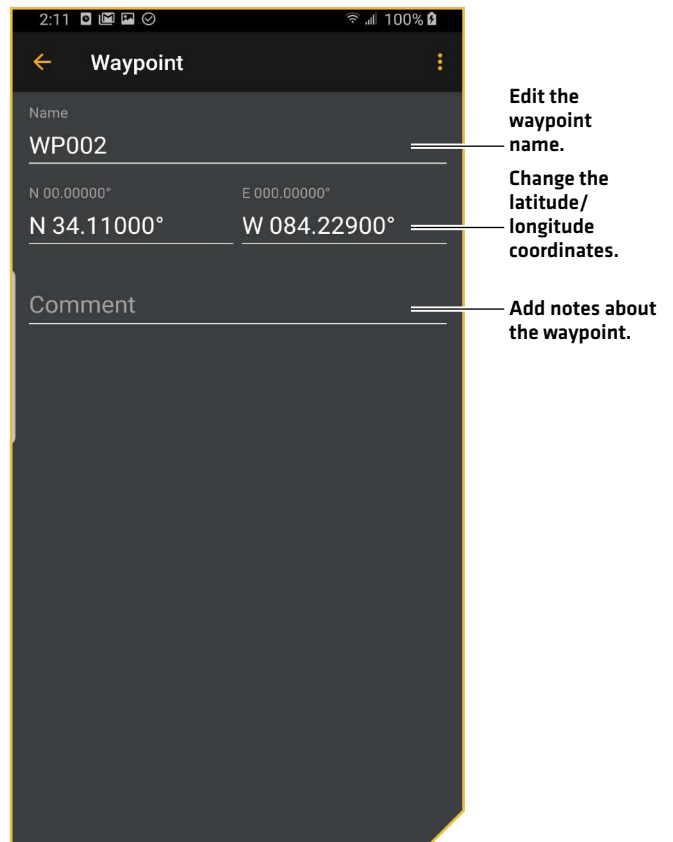 2:11 100%
Waypoint
Name
WP002
N 00.00000° E 000.00000°
N 34.11000° W 084.22900°
Comment
Edit the
waypoint
name.
Change the
latitude/
longitude
coordinates.
Add notes about
the waypoint.